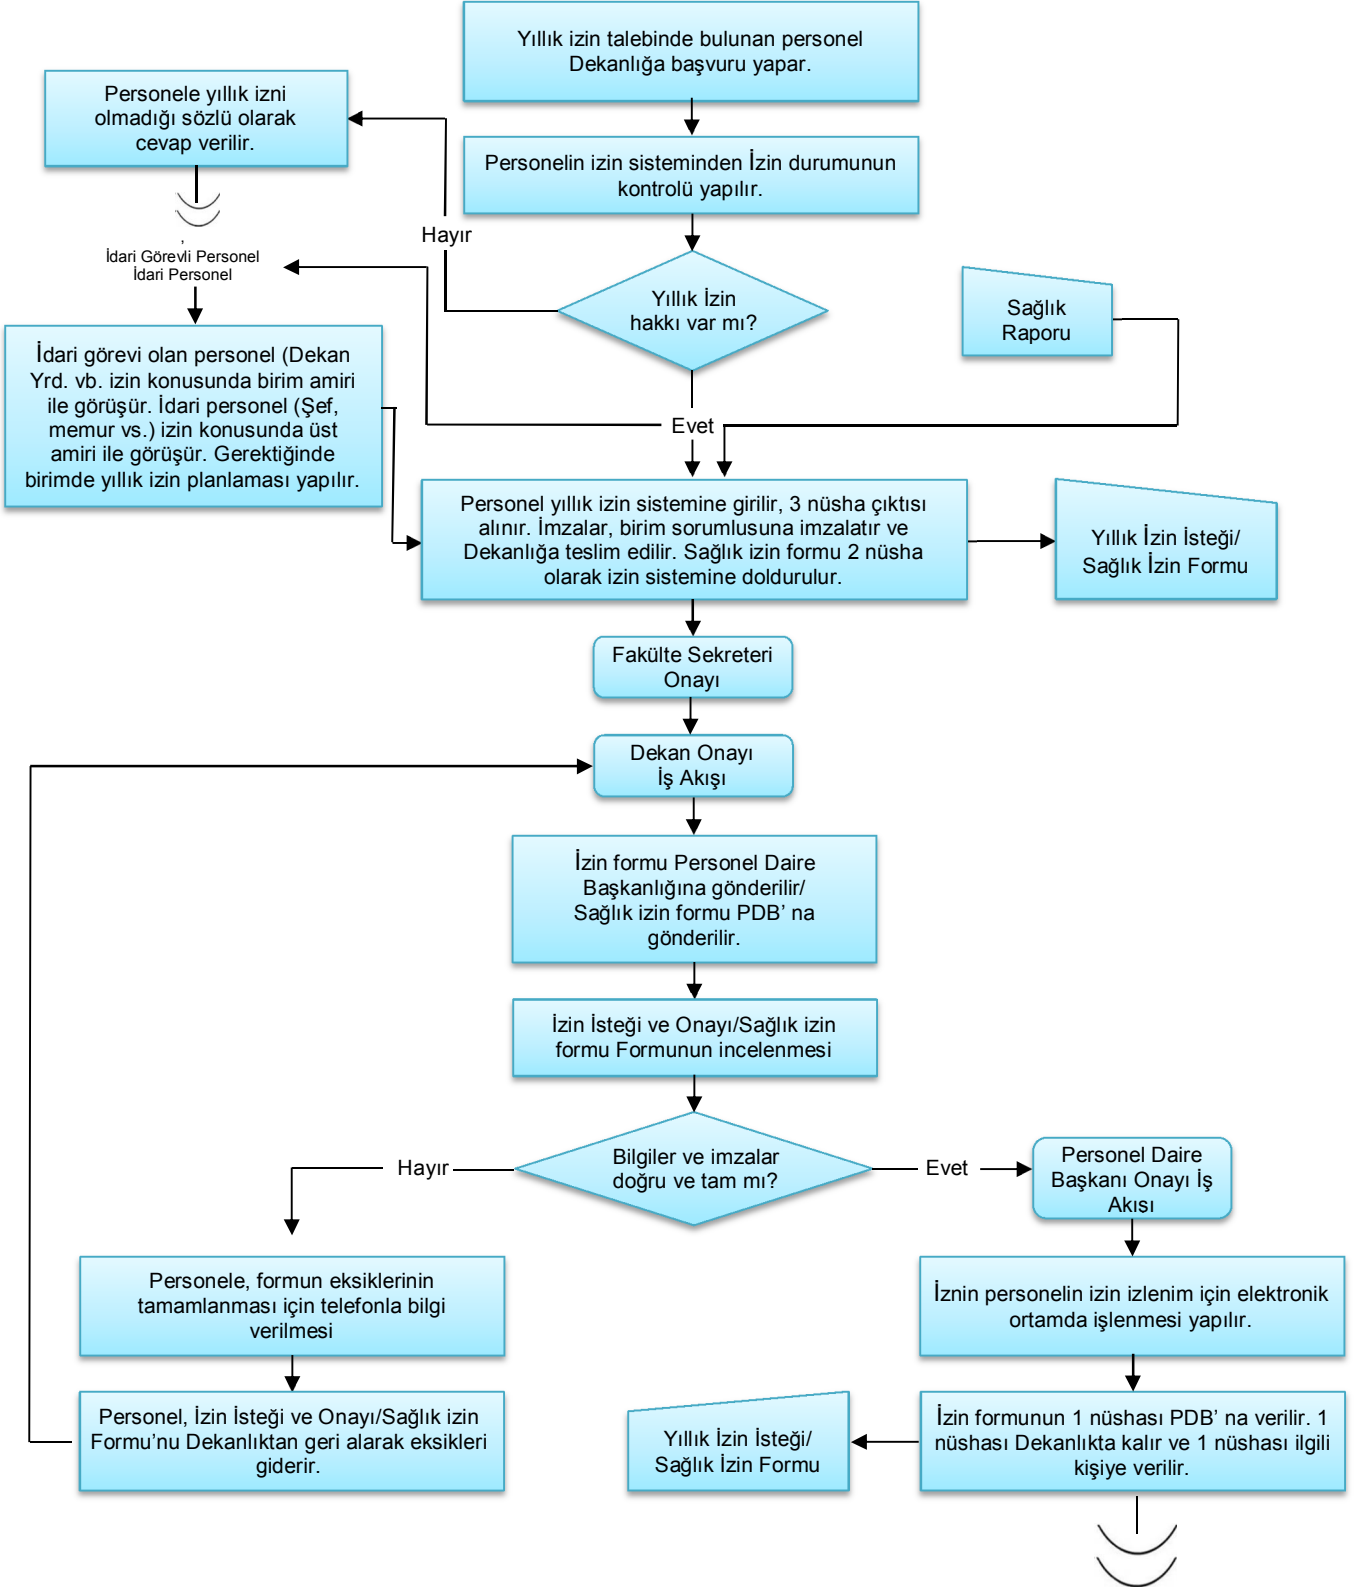 Yıllık izin talebinde bulunan personel
Dekanlığa başvuru yapar.
Personele yıllık izni
olmadığı sözlü olarak
cevap verilir.
Personelin izin sisteminden İzin durumunun
kontrolü yapılır.
Hayır
,
İdari Görevli Personel
İdari Personel
Yıllık İzin
hakkı var mı?
Sağlık
Raporu
İdari görevi olan personel (Dekan
Yrd. vb. izin konusunda birim amiri
ile görüşür. İdari personel (Şef,
memur vs.) izin konusunda üst
amiri ile görüşür. Gerektiğinde
birimde yıllık izin planlaması yapılır.
Evet
Personel yıllık izin sistemine girilir, 3 nüsha çıktısı
alınır. İmzalar, birim sorumlusuna imzalatır ve
Dekanlığa teslim edilir. Sağlık izin formu 2 nüsha
olarak izin sistemine doldurulur.
Yıllık İzin İsteği/
Sağlık İzin Formu
Fakülte Sekreteri
Onayı
Dekan Onayı
İş Akışı
İzin formu Personel Daire
Başkanlığına gönderilir/
Sağlık izin formu PDB’ na
gönderilir.
İzin İsteği ve Onayı/Sağlık izin
formu Formunun incelenmesi
Bilgiler ve imzalar
doğru ve tam mı?
Hayır
Evet
Personel Daire
Başkanı Onayı İş
Akışı
Personele, formun eksiklerinin
tamamlanması için telefonla bilgi
verilmesi
İznin personelin izin izlenim için elektronik
ortamda işlenmesi yapılır.
Personel, İzin İsteği ve Onayı/Sağlık izin
Formu’nu Dekanlıktan geri alarak eksikleri
giderir.
Yıllık İzin İsteği/
Sağlık İzin Formu
İzin formunun 1 nüshası PDB’ na verilir. 1
nüshası Dekanlıkta kalır ve 1 nüshası ilgili
kişiye verilir.